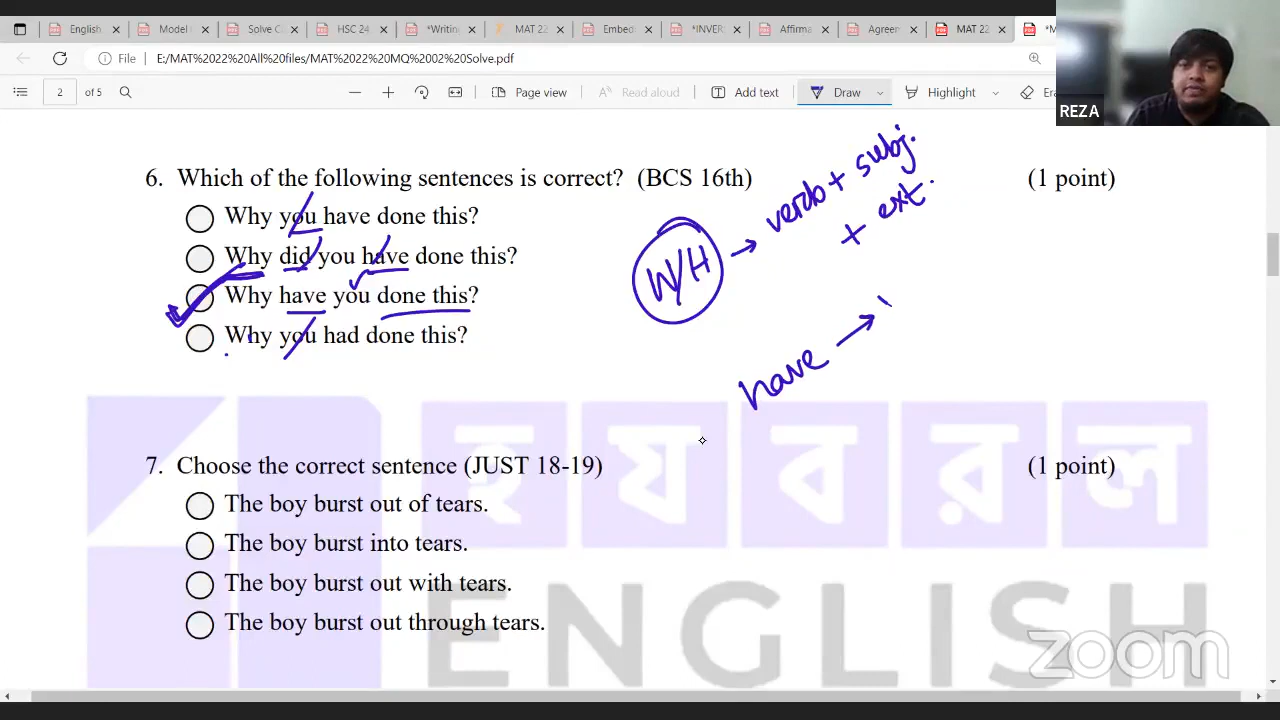 English
Model
Solve C
HSC 24
*Writin
MAT 22
Embed
*INVER
Affirma
Agreen
MAT 22
File
E:/MAT%2022%20All%20files/MAT%2022%20MQ%2002%20Solve.pdf
2
of 5
Page view
Read aloud
Add text
Draw
Highlight
REZA
6. Which of the following sentences is correct? (BCS 16th)
(1 point)
Why you have done this?
Why did you have done this?
Why have you done this?
Why you had done this?
W/H → verb + subj.
+ ext.
have →
7. Choose the correct sentence (JUST 18-19)
(1 point)
The boy burst out of tears.
The boy burst into tears.
The boy burst out with tears.
The boy burst out through tears.
হ য ব র ল
ENGLISH
zoom